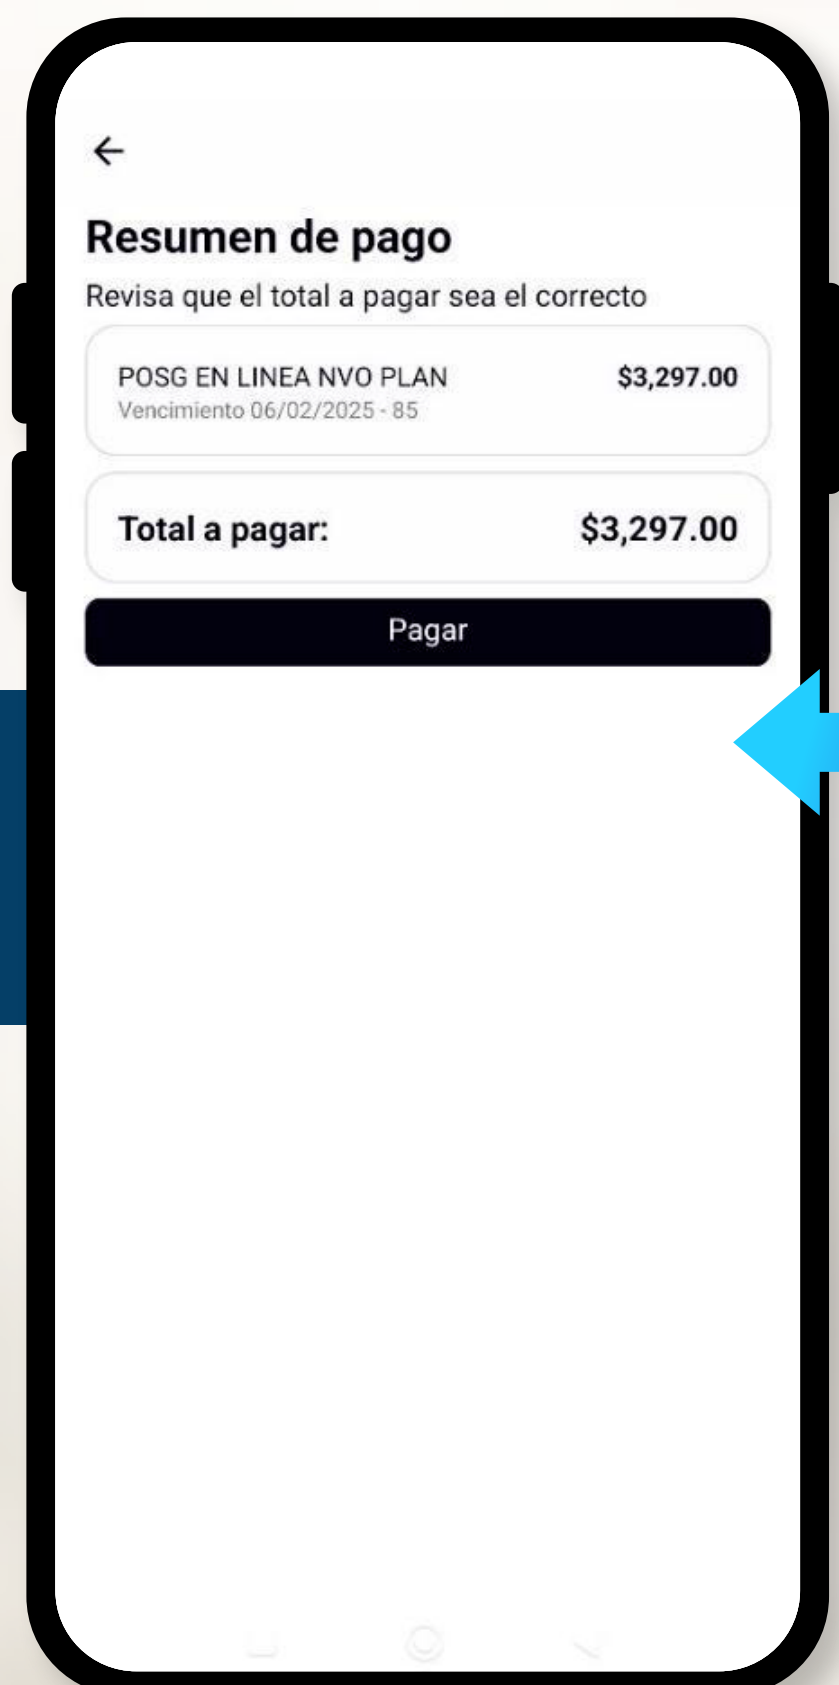 Resumen de pago
Revisa que el total a pagar sea el correcto
POSG EN LINEA NVO PLAN $3,297.00
Vencimiento 06/02/2025 - 85
Total a pagar: $3,297.00
Pagar